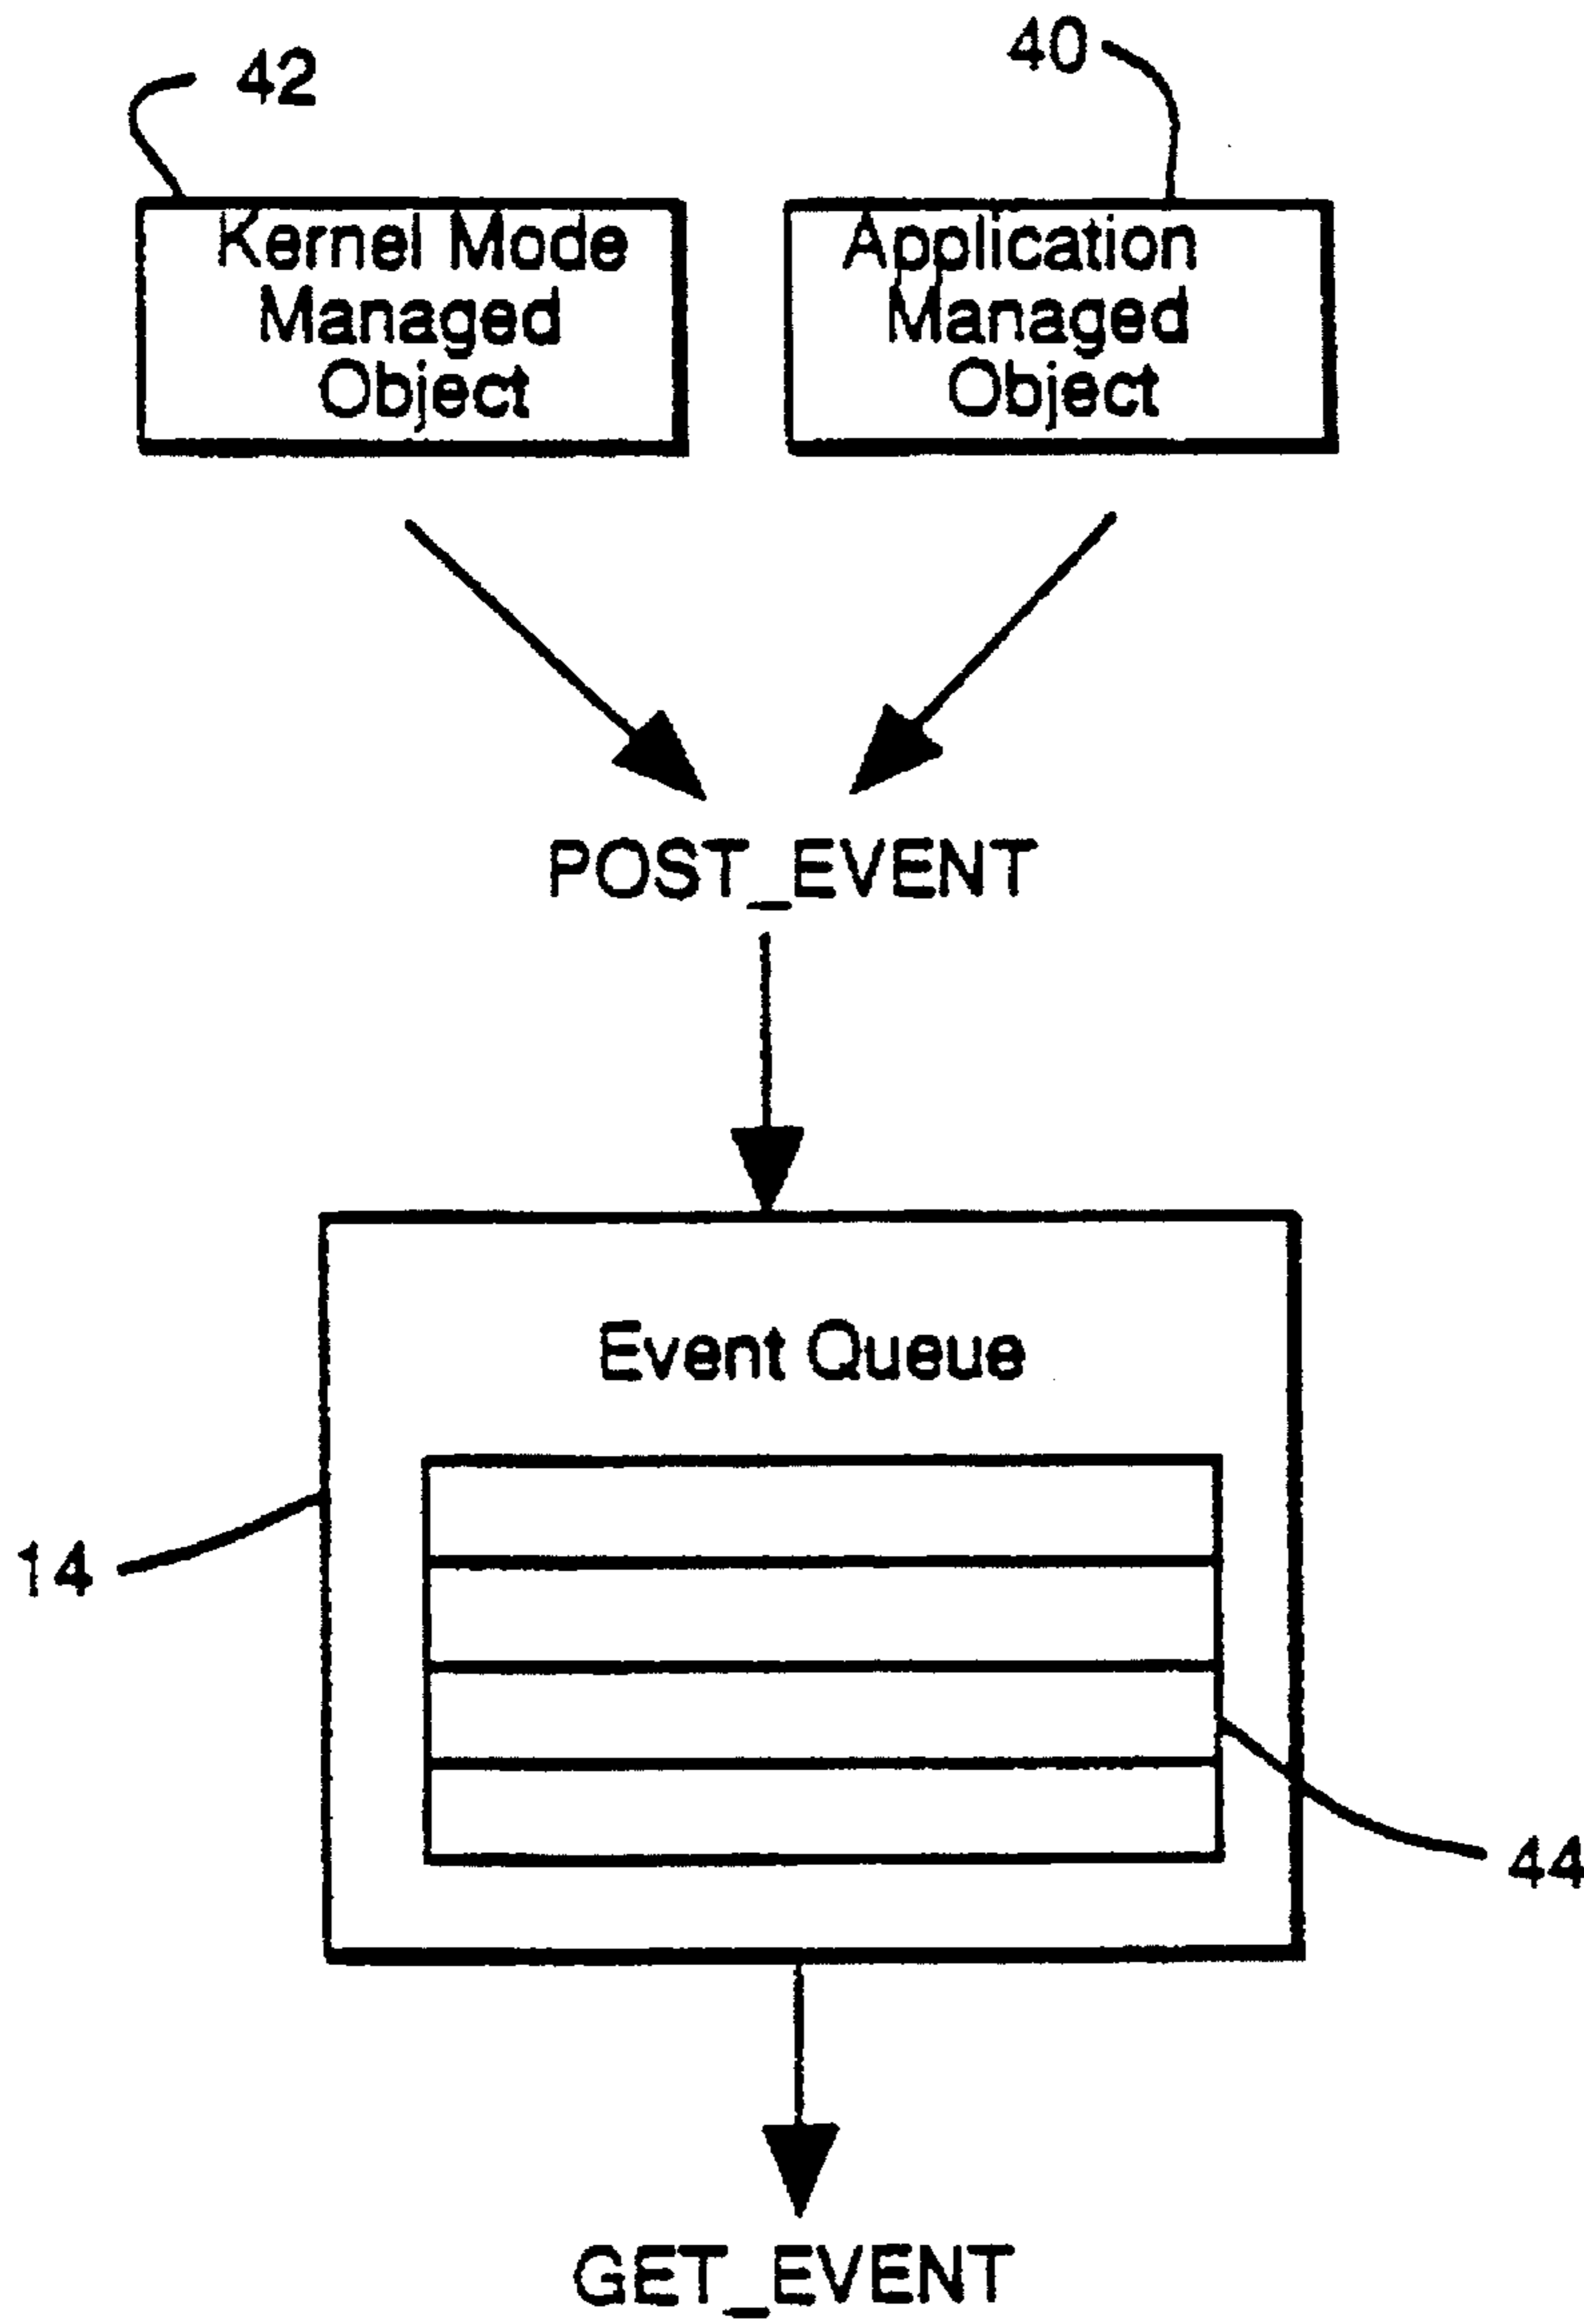 42
40
Kernel Mode
Managed
Object
Application
Managed
Object
POST_EVENT
Event Queue
14
44
GET_EVENT